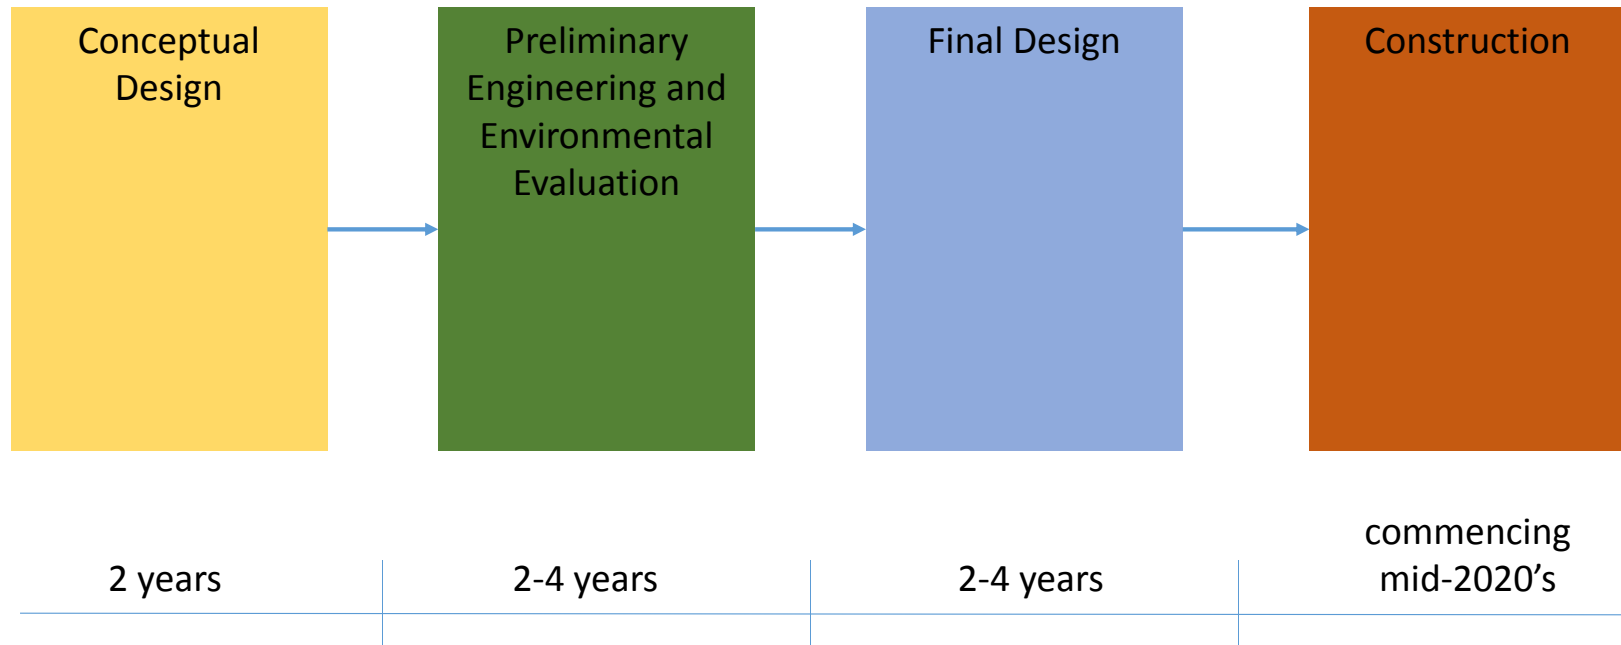 Conceptual
Design
Preliminary
Engineering and
Environmental
Evaluation
Final Design
Construction
2 years
2-4 years
2-4 years
commencing
mid-2020’s